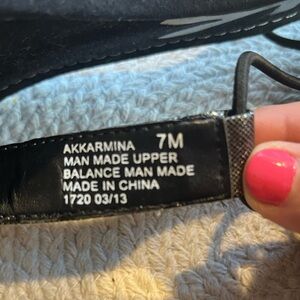 AKKARMINA 7M
MAN MADE UPPER
BALANCE MAN MADE
MADE IN CHINA
1720 03/13